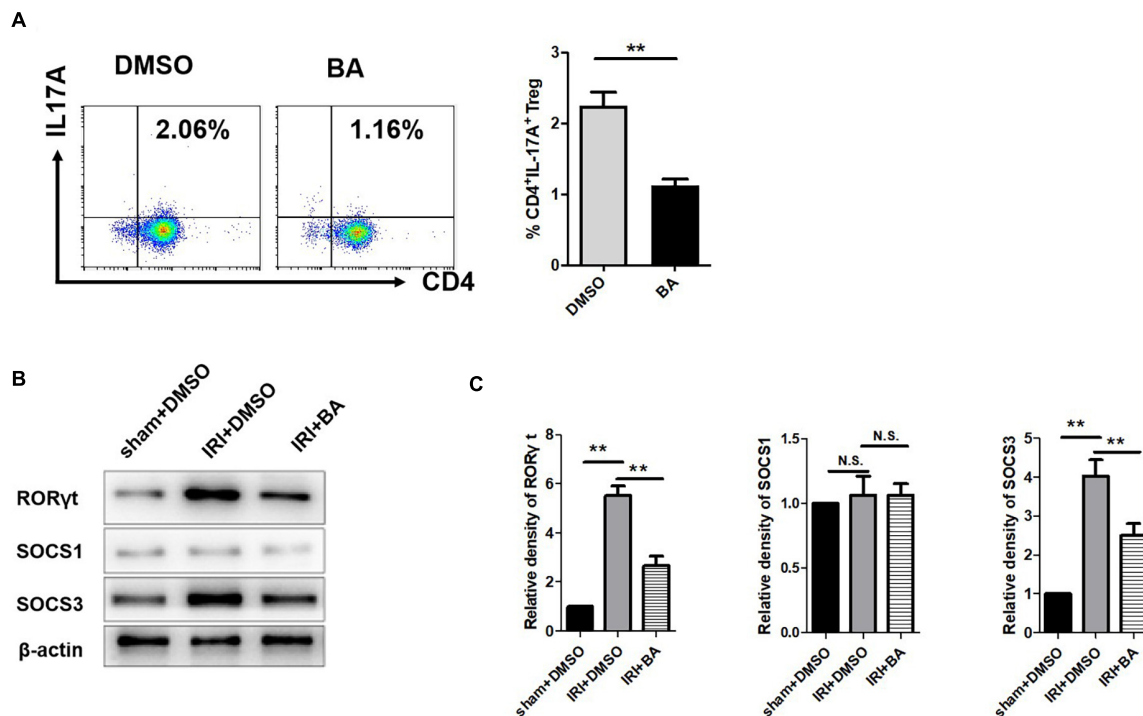 A
DMSO
BA
IL17A
2.06%
1.16%
CD4
% CD4+IL-17A+ Treg
3
2
1
0
**
DMSO
BA
B
sham+DMSO
IRI+DMSO
IRI+BA
RORγt
SOCS1
SOCS3
β-actin
C
Relative density of RORγ t
8
6
4
2
0
**
**
sham+DMSO
IRI+DMSO
IRI+BA
Relative density of SOCS1
1.5
1.0
0.5
0.0
N.S.
N.S.
sham+DMSO
IRI+DMSO
IRI+BA
Relative density of SOCS3
5
4
3
2
1
0
**
**
sham+DMSO
IRI+DMSO
IRI+BA